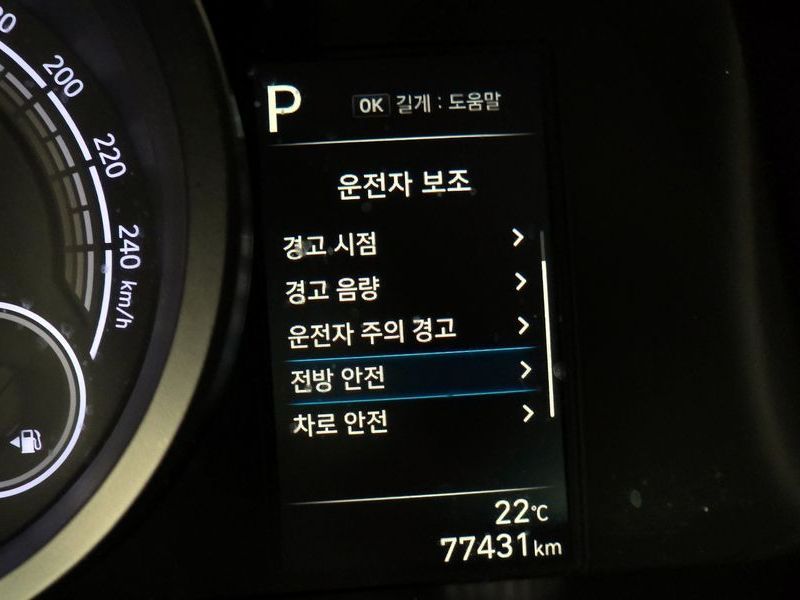 200
220
240
km/h
P
OK 길게 : 도움말
운전자 보조
경고 시점
경고 음량
운전자 주의 경고
전방 안전
차로 안전
22°C
77431 km